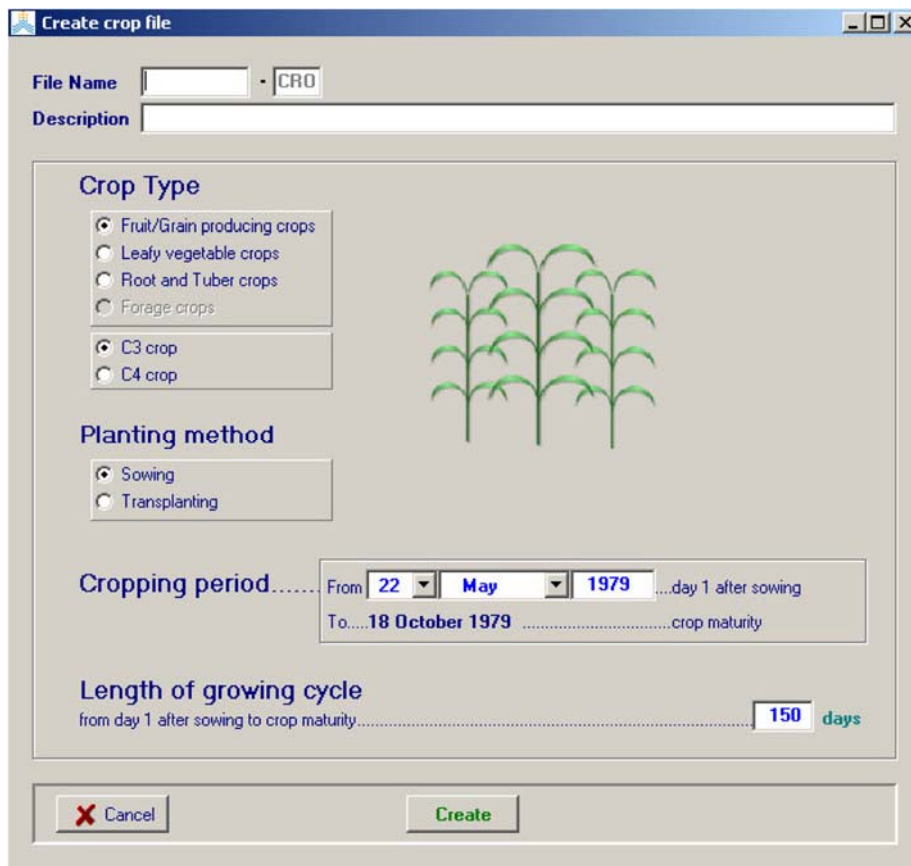 Create crop file
File Name - CRO
Description
Crop Type
Fruit/Grain producing crops
Leafy vegetable crops
Root and Tuber crops
Forage crops
C3 crop
C4 crop
Planting method
Sowing
Transplanting
Cropping period....... From 22 May 1979 ....day 1 after sowing
To....18 October 1979 ..................................crop maturity
Length of growing cycle
from day 1 after sowing to crop maturity.................................................................................. 150 days
Cancel Create